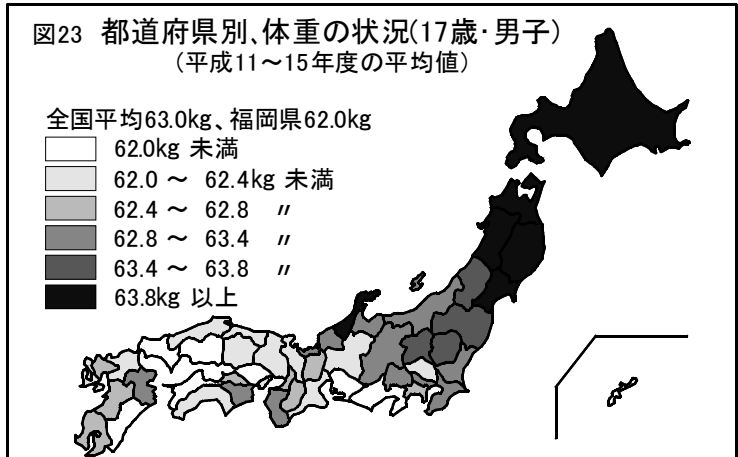 図23 都道府県別､体重の状況(17歳･男子)
(平成11～15年度の平均値)
全国平均63.0kg､福岡県62.0kg
62.0kg 未満
62.0 ～ 62.4kg 未満
62.4 ～ 62.8 〃
62.8 ～ 63.4 〃
63.4 ～ 63.8 〃
63.8kg 以上